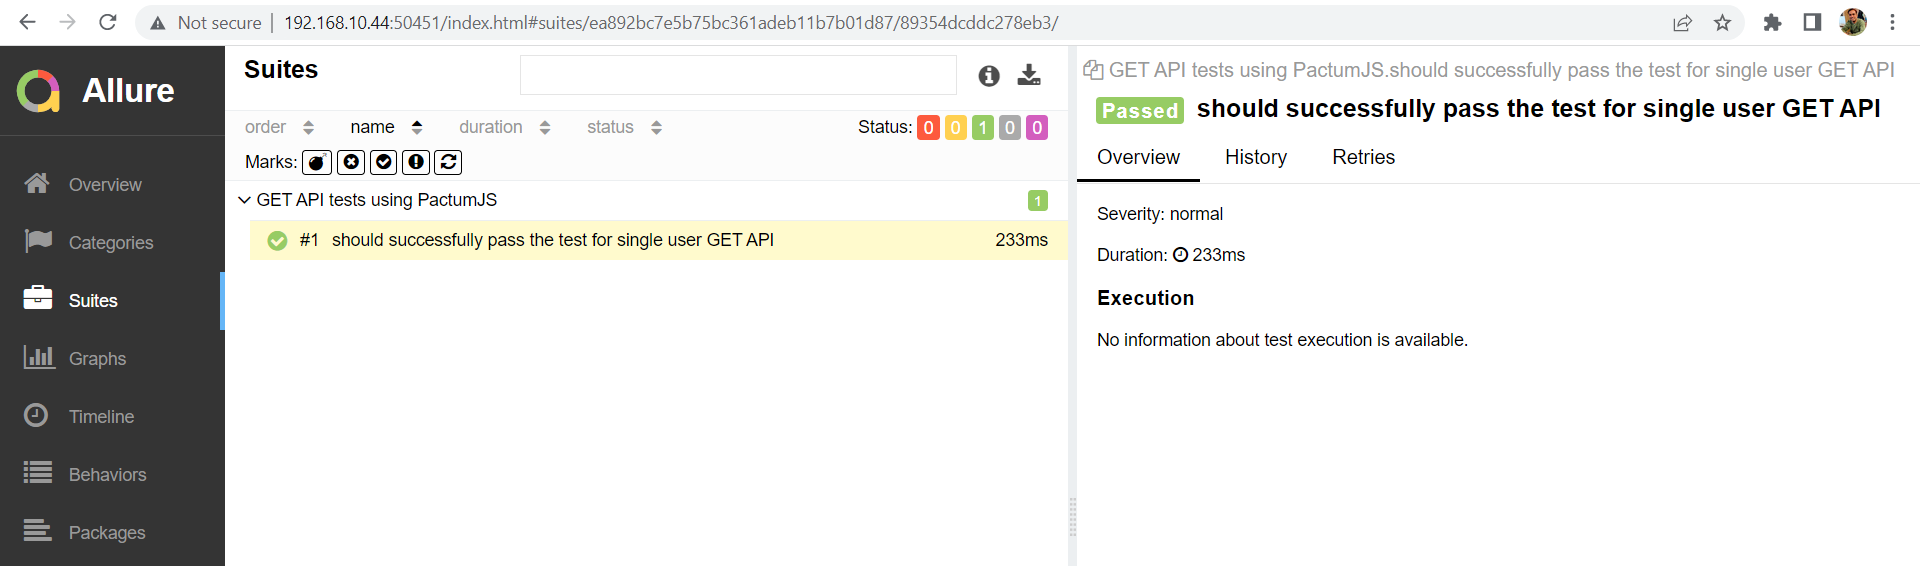 Not secure | 192.168.10.44:50451/index.html#suites/ea892bc7e5b75bc361adeb11b7b01d87/89354dcddc278eb3/
Allure
Overview
Categories
Suites
Graphs
Timeline
Behaviors
Packages
Suites
order name duration status Status: 0 0 1 0 0
Marks:
GET API tests using PactumJS 1
#1 should successfully pass the test for single user GET API 233ms
GET API tests using PactumJS.should successfully pass the test for single user GET API
Passed should successfully pass the test for single user GET API
Overview History Retries
Severity: normal
Duration: 233ms
Execution
No information about test execution is available.